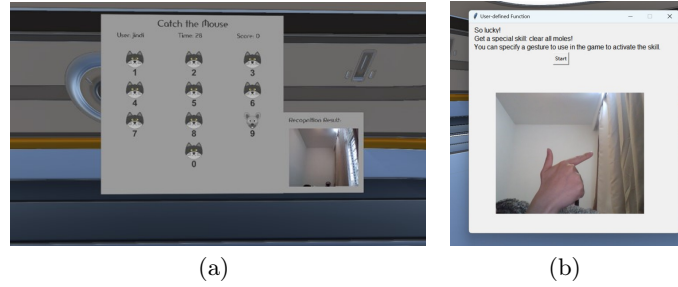 Catch the Mouse
User: Jindi Time: 28 Score: 0
1 2 3
4 5 6
7 8 9
0
Recognition Result:
User-defined Function
So lucky!
Get a special skill: clear all moles!
You can specify a gesture to use in the game to activate the skill.
Start
(a) (b)